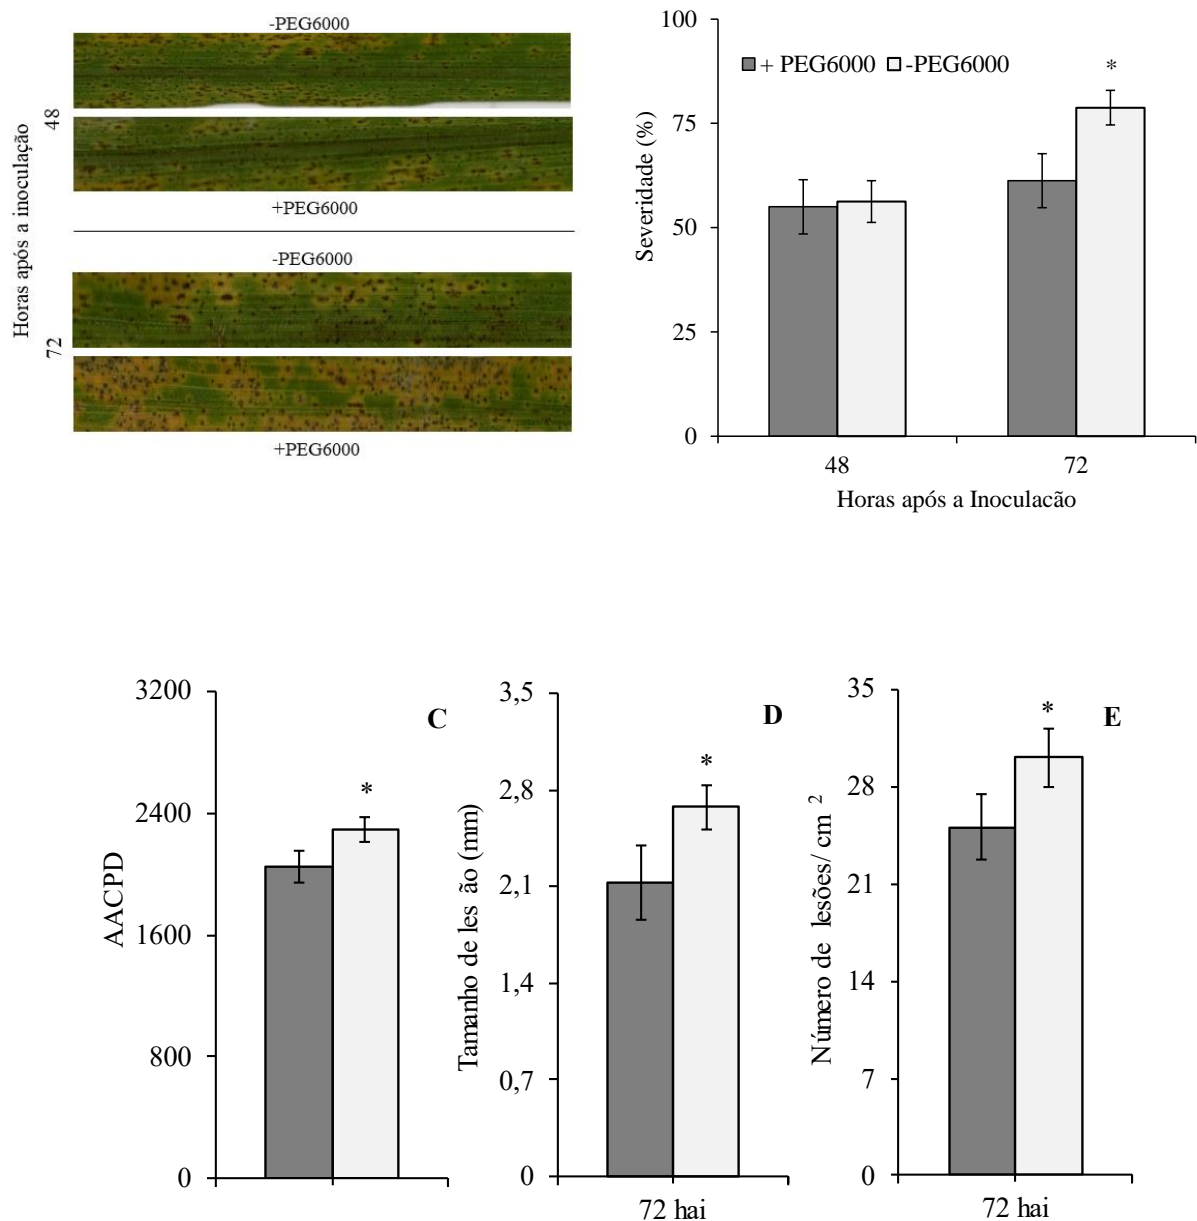 -PEG6000
48
+PEG6000
Horas após a inoculação
-PEG6000
72
+PEG6000
100
75
50
25
0
Severidade (%)
+ PEG6000 -PEG6000
*
48 72
Horas após a Inoculacão
3200
2400
1600
800
0
AACPD
C
*
3,5
2,8
2,1
1,4
0,7
0
Tamanho de les ão (mm)
D
*
72 hai
35
28
21
14
7
0
Número de lesões/ cm 2
E
*
72 hai